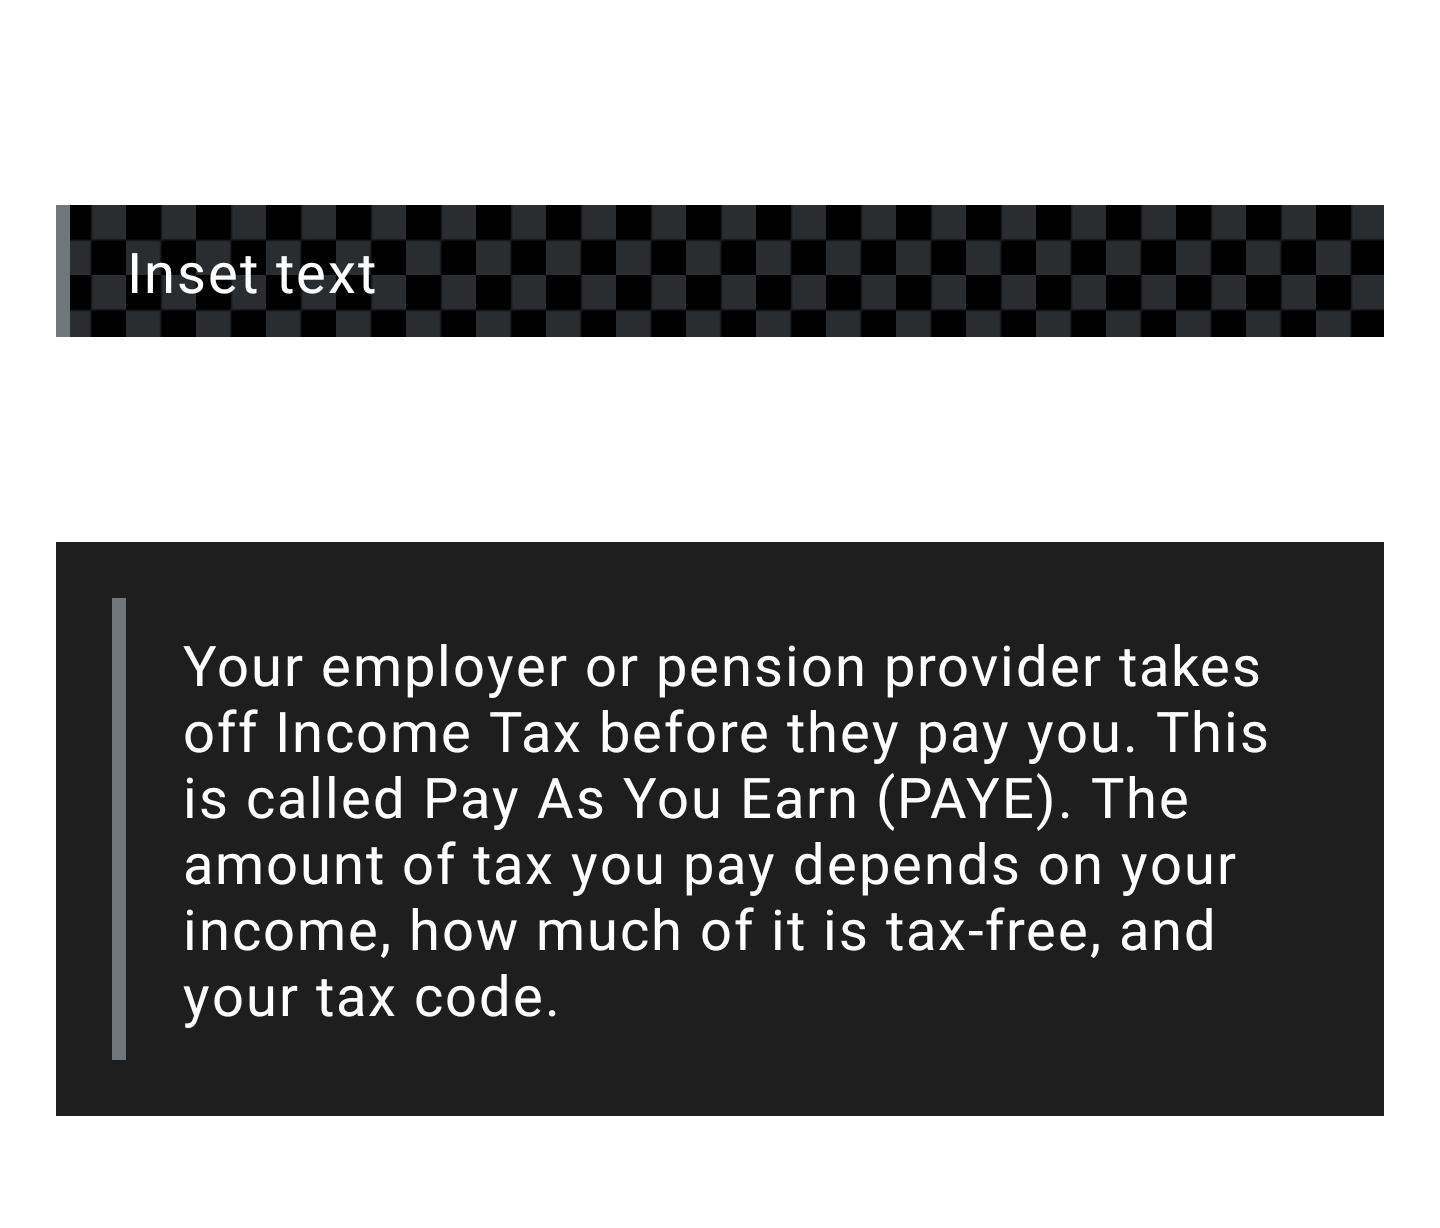 Inset text
Your employer or pension provider takes
off Income Tax before they pay you. This
is called Pay As You Earn (PAYE). The
amount of tax you pay depends on your
income, how much of it is tax-free, and
your tax code.